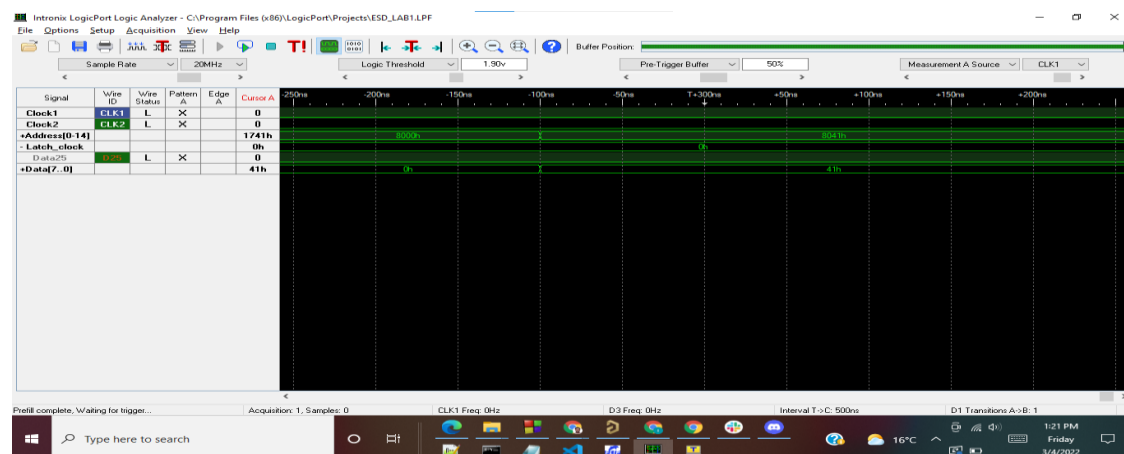 Intronix LogicPort Logic Analyzer - C:\Program Files (x86)\LogicPort\Projects\ESD_LAB1.LPF
File Options Setup Acquisition View Help
T! Buffer Position:
Sample Rate 20MHz Logic Threshold 1.90v Pre-Trigger Buffer 50% Measurement A Source CLK1
Signal Wire ID Wire Status Pattern A Edge A Cursor A -250ns -200ns -150ns -100ns -50ns T+300ns +50ns +100ns +150ns +200ns
Clock1 CLK1 L X 0
Clock2 CLK2 L X 0
+Address[0-14] 1741h 8000h 8041h
- Latch_clock 0h 0h
Data25 D25 L X 0
+Data[7..0] 41h 0h 41h
Prefill complete, Waiting for trigger... Acquisition: 1, Samples: 0 CLK1 Freq: 0Hz D3 Freq: 0Hz Interval T->C: 500ns D1 Transitions A->B: 1
Type here to search 16°C 1:21 PM
Friday
3/4/2022